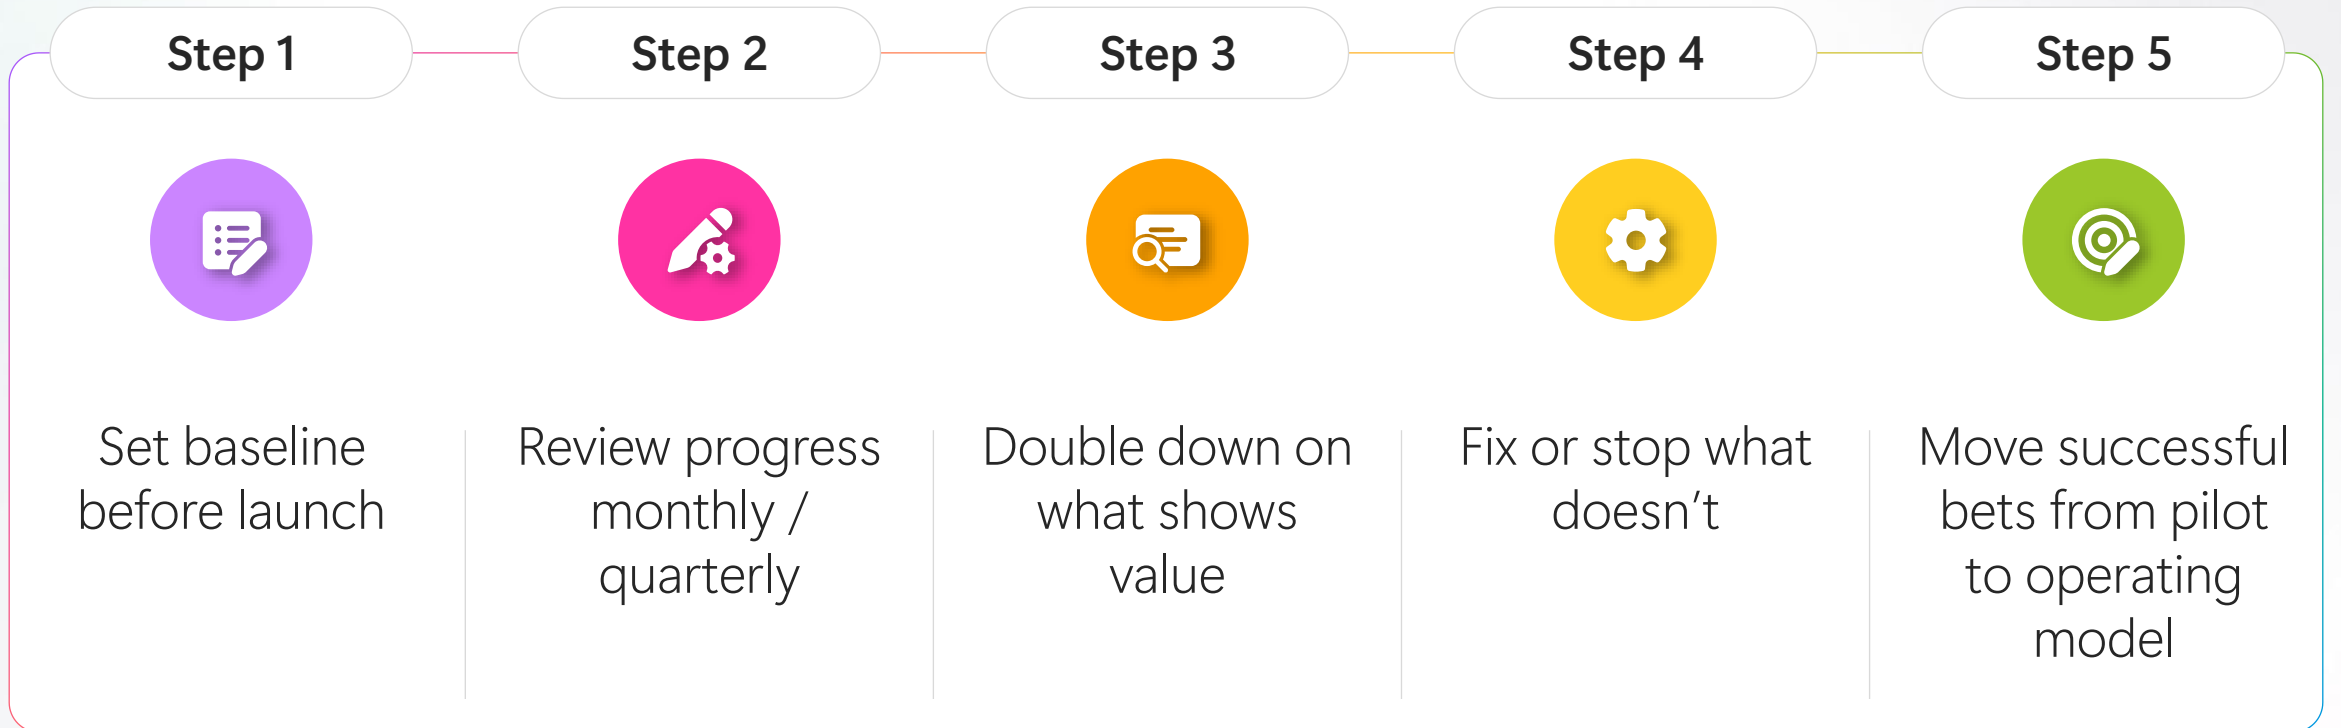 Step 1
Step 2
Step 3
Step 4
Step 5
Set baseline
before launch
Review progress
monthly /
quarterly
Double down on
what shows
value
Fix or stop what
doesn’t
Move successful
bets from pilot
to operating
model